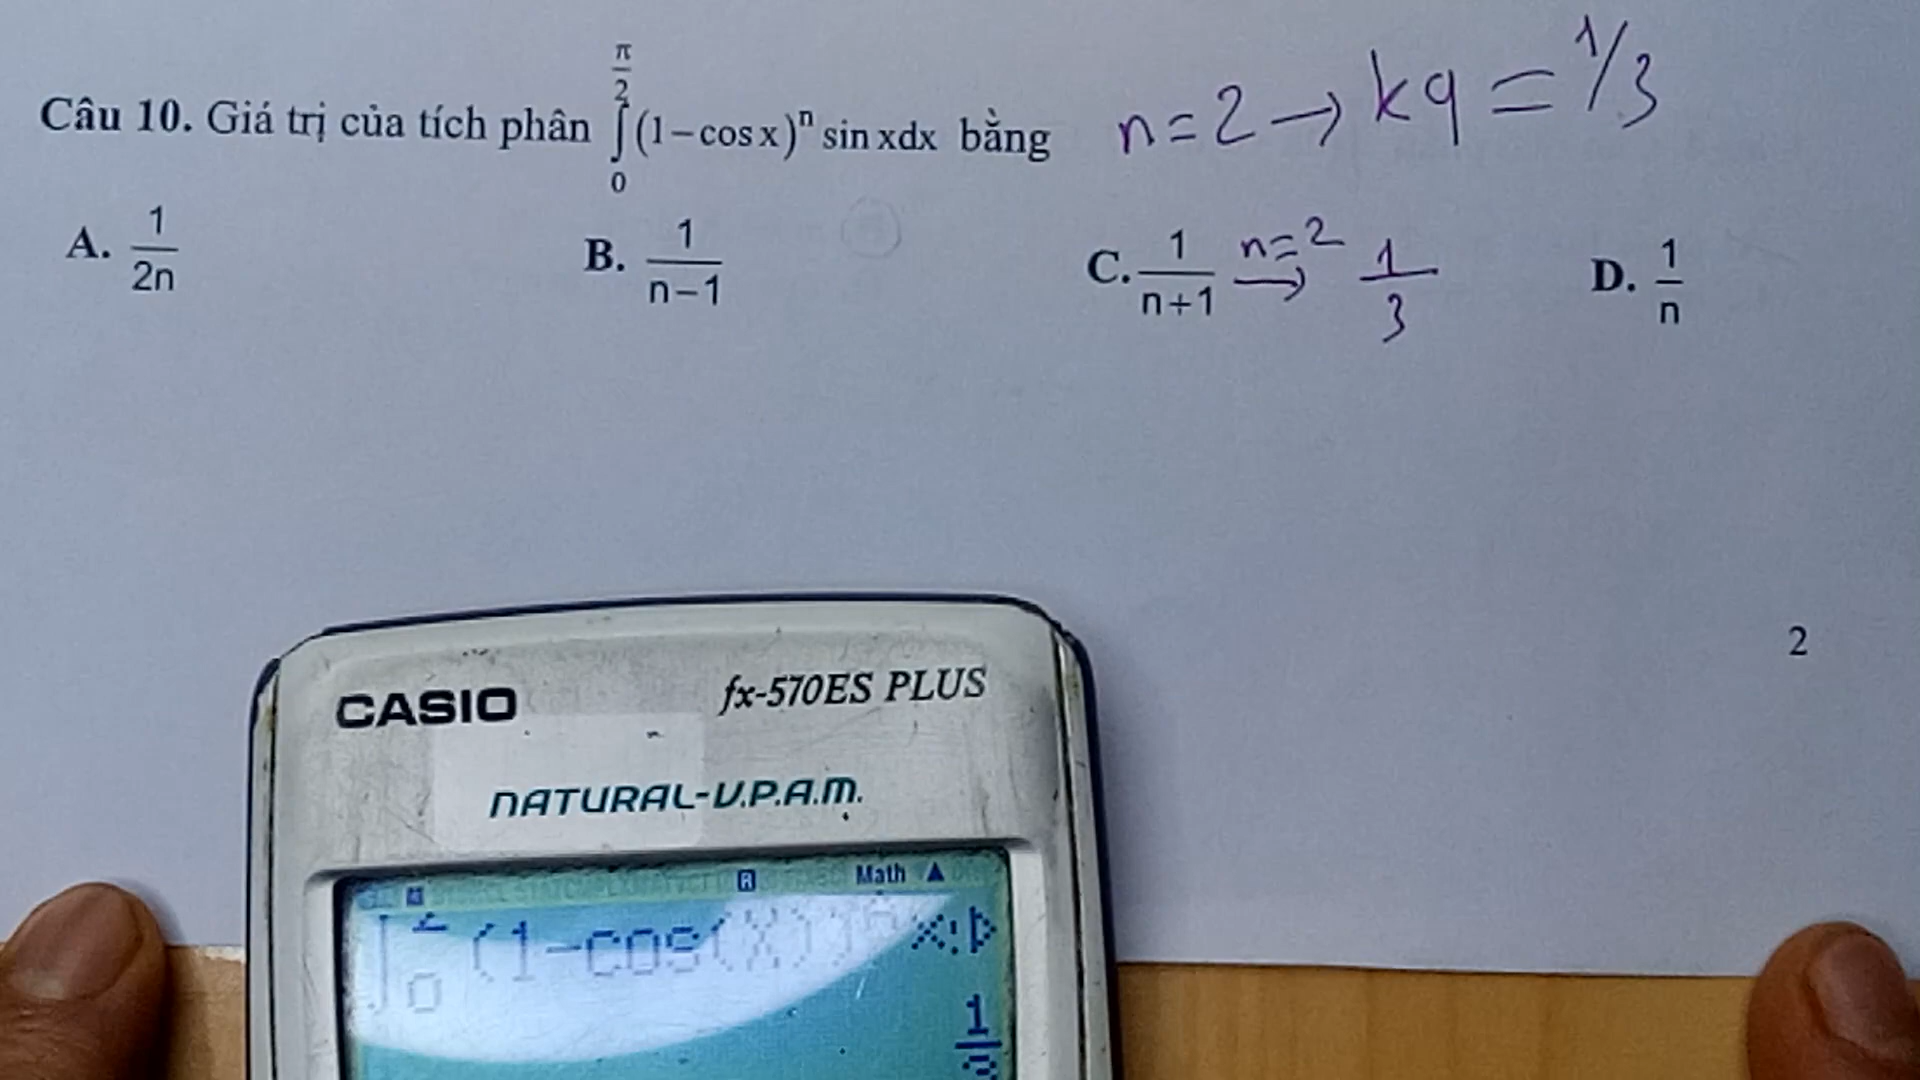 Câu 10. Giá trị của tích phân ∫₀^(π/2) (1−cos x)ⁿ sin xdx bằng n=2 → kq = 1/3
A. 1/(2n) B. 1/(n−1) C. 1/(n+1) n=2 → 1/3 D. 1/n
2
CASIO fx-570ES PLUS
NATURAL-V.P.A.M.
Math ▲
∫₀ (1−cos(X))
1